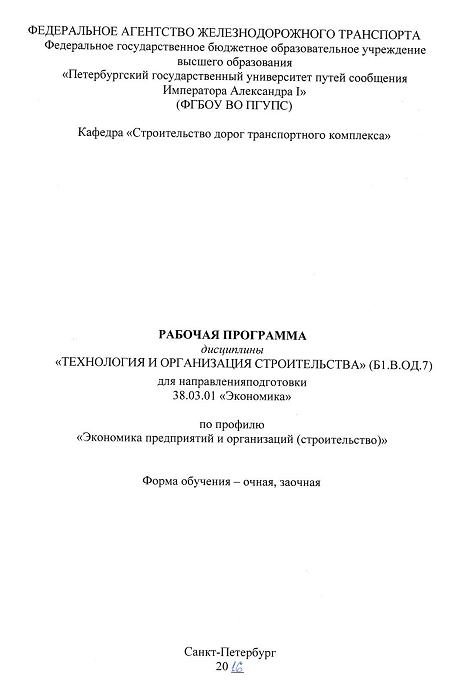 ФЕДЕРАЛЬНОЕ АГЕНТСТВО ЖЕЛЕЗНОДОРОЖНОГО ТРАНСПОРТА
Федеральное государственное бюджетное образовательное учреждение
высшего образования
«Петербургский государственный университет путей сообщения
Императора Александра I»
(ФГБОУ ВО ПГУПС)
Кафедра «Строительство дорог транспортного комплекса»
РАБОЧАЯ ПРОГРАММА
дисциплины
«ТЕХНОЛОГИЯ И ОРГАНИЗАЦИЯ СТРОИТЕЛЬСТВА» (Б1.В.ОД.7)
для направленияподготовки
38.03.01 «Экономика»
по профилю
«Экономика предприятий и организаций (строительство)»
Форма обучения – очная, заочная
Санкт-Петербург
2016